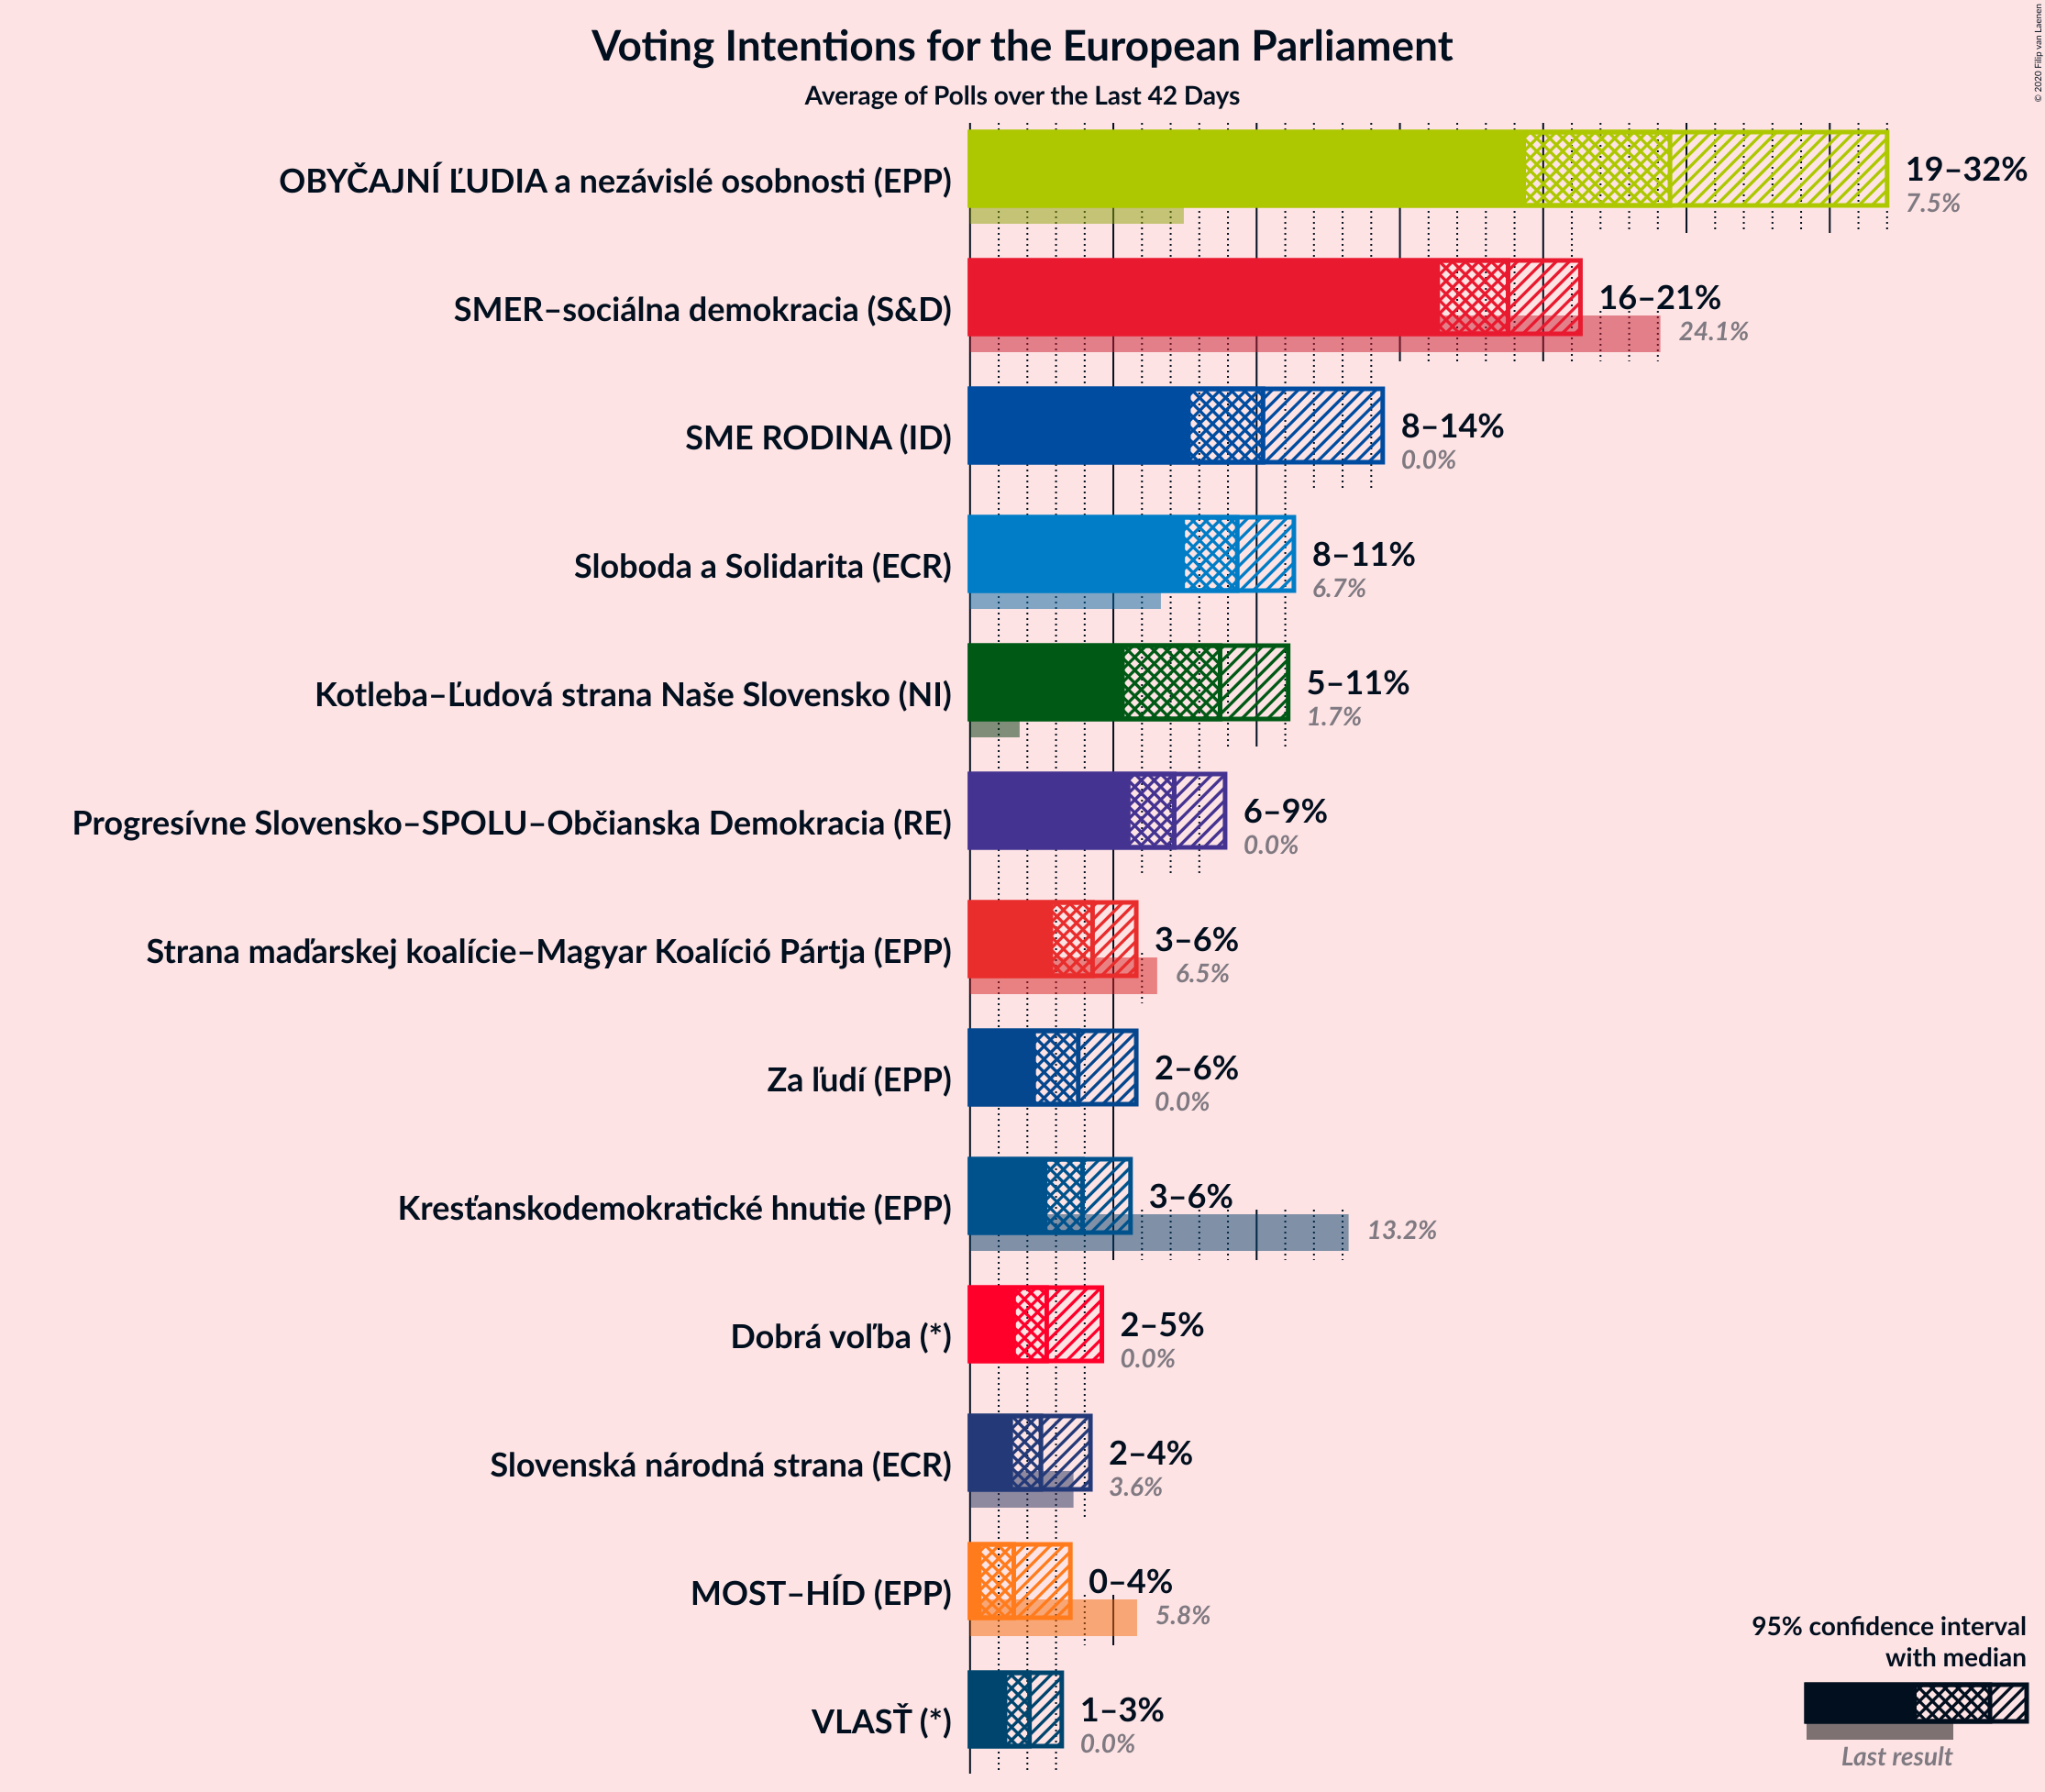 Voting Intentions for the European Parliament
Average of Polls over the Last 42 Days
© 2020 Filip van Laenen
OBYČAJNÍ ĽUDIA a nezávislé osobnosti (EPP)
19–32%
7.5%
SMER–sociálna demokracia (S&D)
16–21%
24.1%
SME RODINA (ID)
8–14%
0.0%
Sloboda a Solidarita (ECR)
8–11%
6.7%
Kotleba–Ľudová strana Naše Slovensko (NI)
5–11%
1.7%
Progresívne Slovensko–SPOLU–Občianska Demokracia (RE)
6–9%
0.0%
Strana maďarskej koalície–Magyar Koalíció Pártja (EPP)
3–6%
6.5%
Za ľudí (EPP)
2–6%
0.0%
Kresťanskodemokratické hnutie (EPP)
3–6%
13.2%
Dobrá voľba (*)
2–5%
0.0%
Slovenská národná strana (ECR)
2–4%
3.6%
MOST–HÍD (EPP)
0–4%
5.8%
VLASŤ (*)
1–3%
0.0%
95% confidence interval
with median
Last result